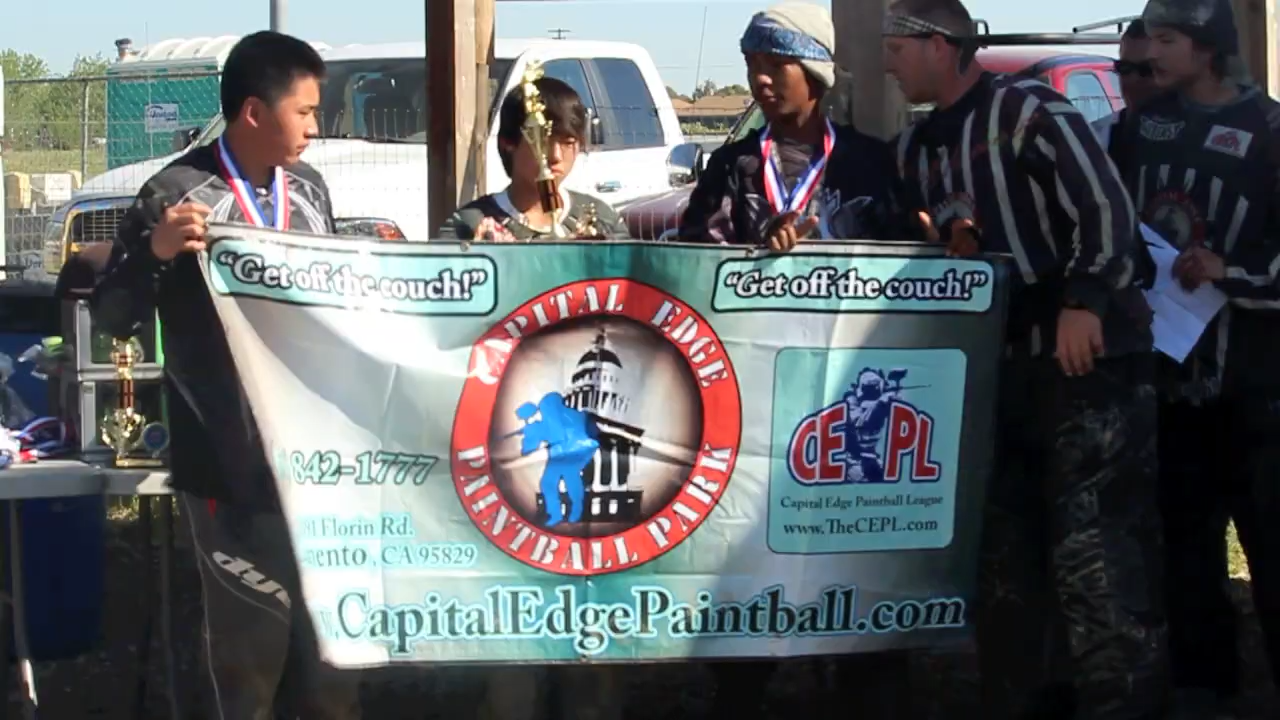 "Get off the couch!"
"Get off the couch!"
CAPITAL EDGE
PAINTBALL PARK
842-1777
Florin Rd.
ento, CA 95829
CEPL
Capital Edge Paintball League
www.TheCEPL.com
.CapitalEdgePaintball.com
dye